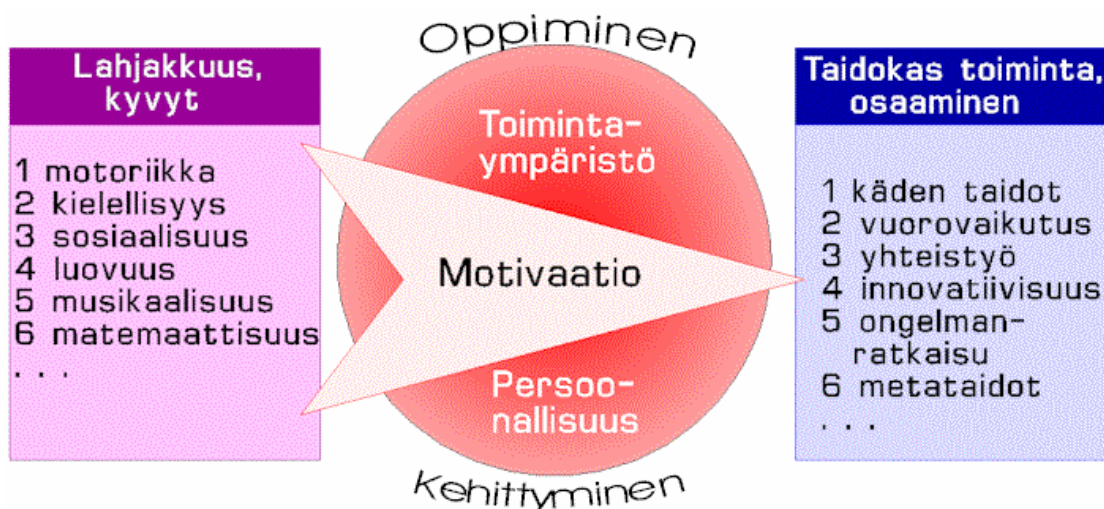 Oppiminen
Lahjakkuus,
kyvyt
1 motoriikka
2 kielellisyys
3 sosiaalisuus
4 luovuus
5 musikaalisuus
6 matemaattisuus
. . .
Toiminta-
ympäristö
Motivaatio
Persoo-
nallisuus
Kehittyminen
Taidokas toiminta,
osaaminen
1 käden taidot
2 vuorovaikutus
3 yhteistyö
4 innovatiivisuus
5 ongelman-
ratkaisu
6 metataidot
. . .